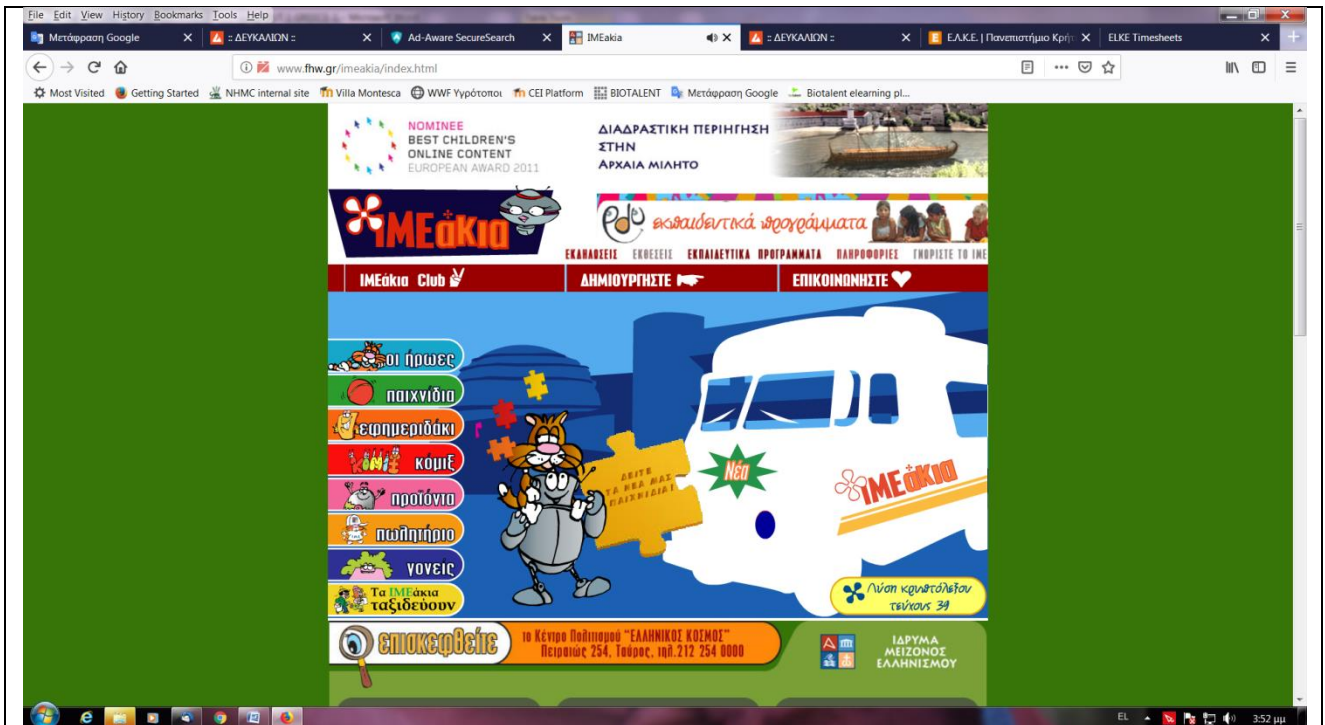 File Edit View History Bookmarks Tools Help
Μετάφραση Google
:: ΔΕΥΚΑΛΙΩΝ ::
Ad-Aware SecureSearch
IMEakia
:: ΔΕΥΚΑΛΙΩΝ ::
Ε.Λ.Κ.Ε. | Πανεπιστήμιο Κρήτ
ELKE Timesheets
www.fhw.gr/imeakia/index.html
Most Visited Getting Started NHMC internal site Villa Montesca WWF Υγρότοποι CEI Platform BIOTALENT Μετάφραση Google Biotalent elearning pl...
NOMINEE
BEST CHILDREN'S
ONLINE CONTENT
EUROPEAN AWARD 2011
ΔΙΑΔΡΑΣΤΙΚΗ ΠΕΡΙΗΓΗΣΗ
ΣΤΗΝ
ΑΡΧΑΙΑ ΜΙΛΗΤΟ
ΙΜΕάκια
edu εκπαιδευτικά προγράμματα
ΕΚΔΗΛΩΣΕΙΣ ΕΚΘΕΣΕΙΣ ΕΚΠΑΙΔΕΥΤΙΚΑ ΠΡΟΓΡΑΜΜΑΤΑ ΠΛΗΡΟΦΟΡΙΕΣ ΓΝΩΡΙΣΤΕ ΤΟ ΙΜΕ
ΙΜΕάκια Club
ΔΗΜΙΟΥΡΓΗΣΤΕ
ΕΠΙΚΟΙΝΩΝΗΣΤΕ
οι ήρωες
παιχνίδια
εφημεριδάκι
κόμιξ
προϊόντα
πωλητήριο
γονείς
Τα ΙΜΕάκια
ταξιδεύουν
ΔΕΙΤΕ
ΤΑ ΝΕΑ ΜΑΣ
ΠΑΙΧΝΙΔΙΑ!
Νέα
ΙΜΕάκια
Λύση κρυπτόλεξου
τεύχους 39
επισκεφθείτε
το Κέντρο Πολιτισμού "ΕΛΛΗΝΙΚΟΣ ΚΟΣΜΟΣ"
Πειραιώς 254, Ταύρος, τηλ.212 254 0000
ΙΔΡΥΜΑ
ΜΕΙΖΟΝΟΣ
ΕΛΛΗΝΙΣΜΟΥ
EL
3:52 μμ